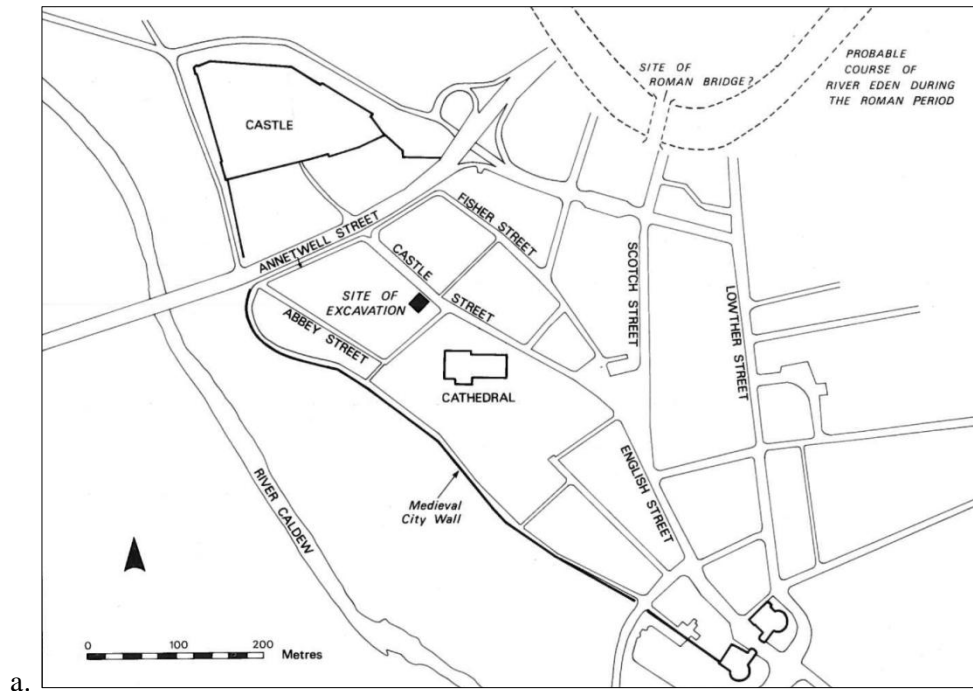 PROBABLE
COURSE OF
RIVER EDEN DURING
THE ROMAN PERIOD
SITE OF
ROMAN BRIDGE?
CASTLE
ANNETWELL STREET
FISHER STREET
CASTLE
STREET
SITE OF
EXCAVATION
ABBEY STREET
SCOTCH STREET
LOWTHER STREET
CATHEDRAL
ENGLISH STREET
RIVER CALDEW
Medieval
City Wall
0 100 200
Metres
a.